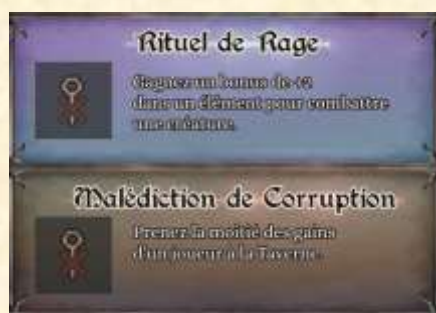 Rituel de Rage
Gagnez un bonus de +2
dans un élément pour combattre
une créature.
Malédiction de Corruption
Prenez la moitié des gains
d'un joueur à la Taverne.